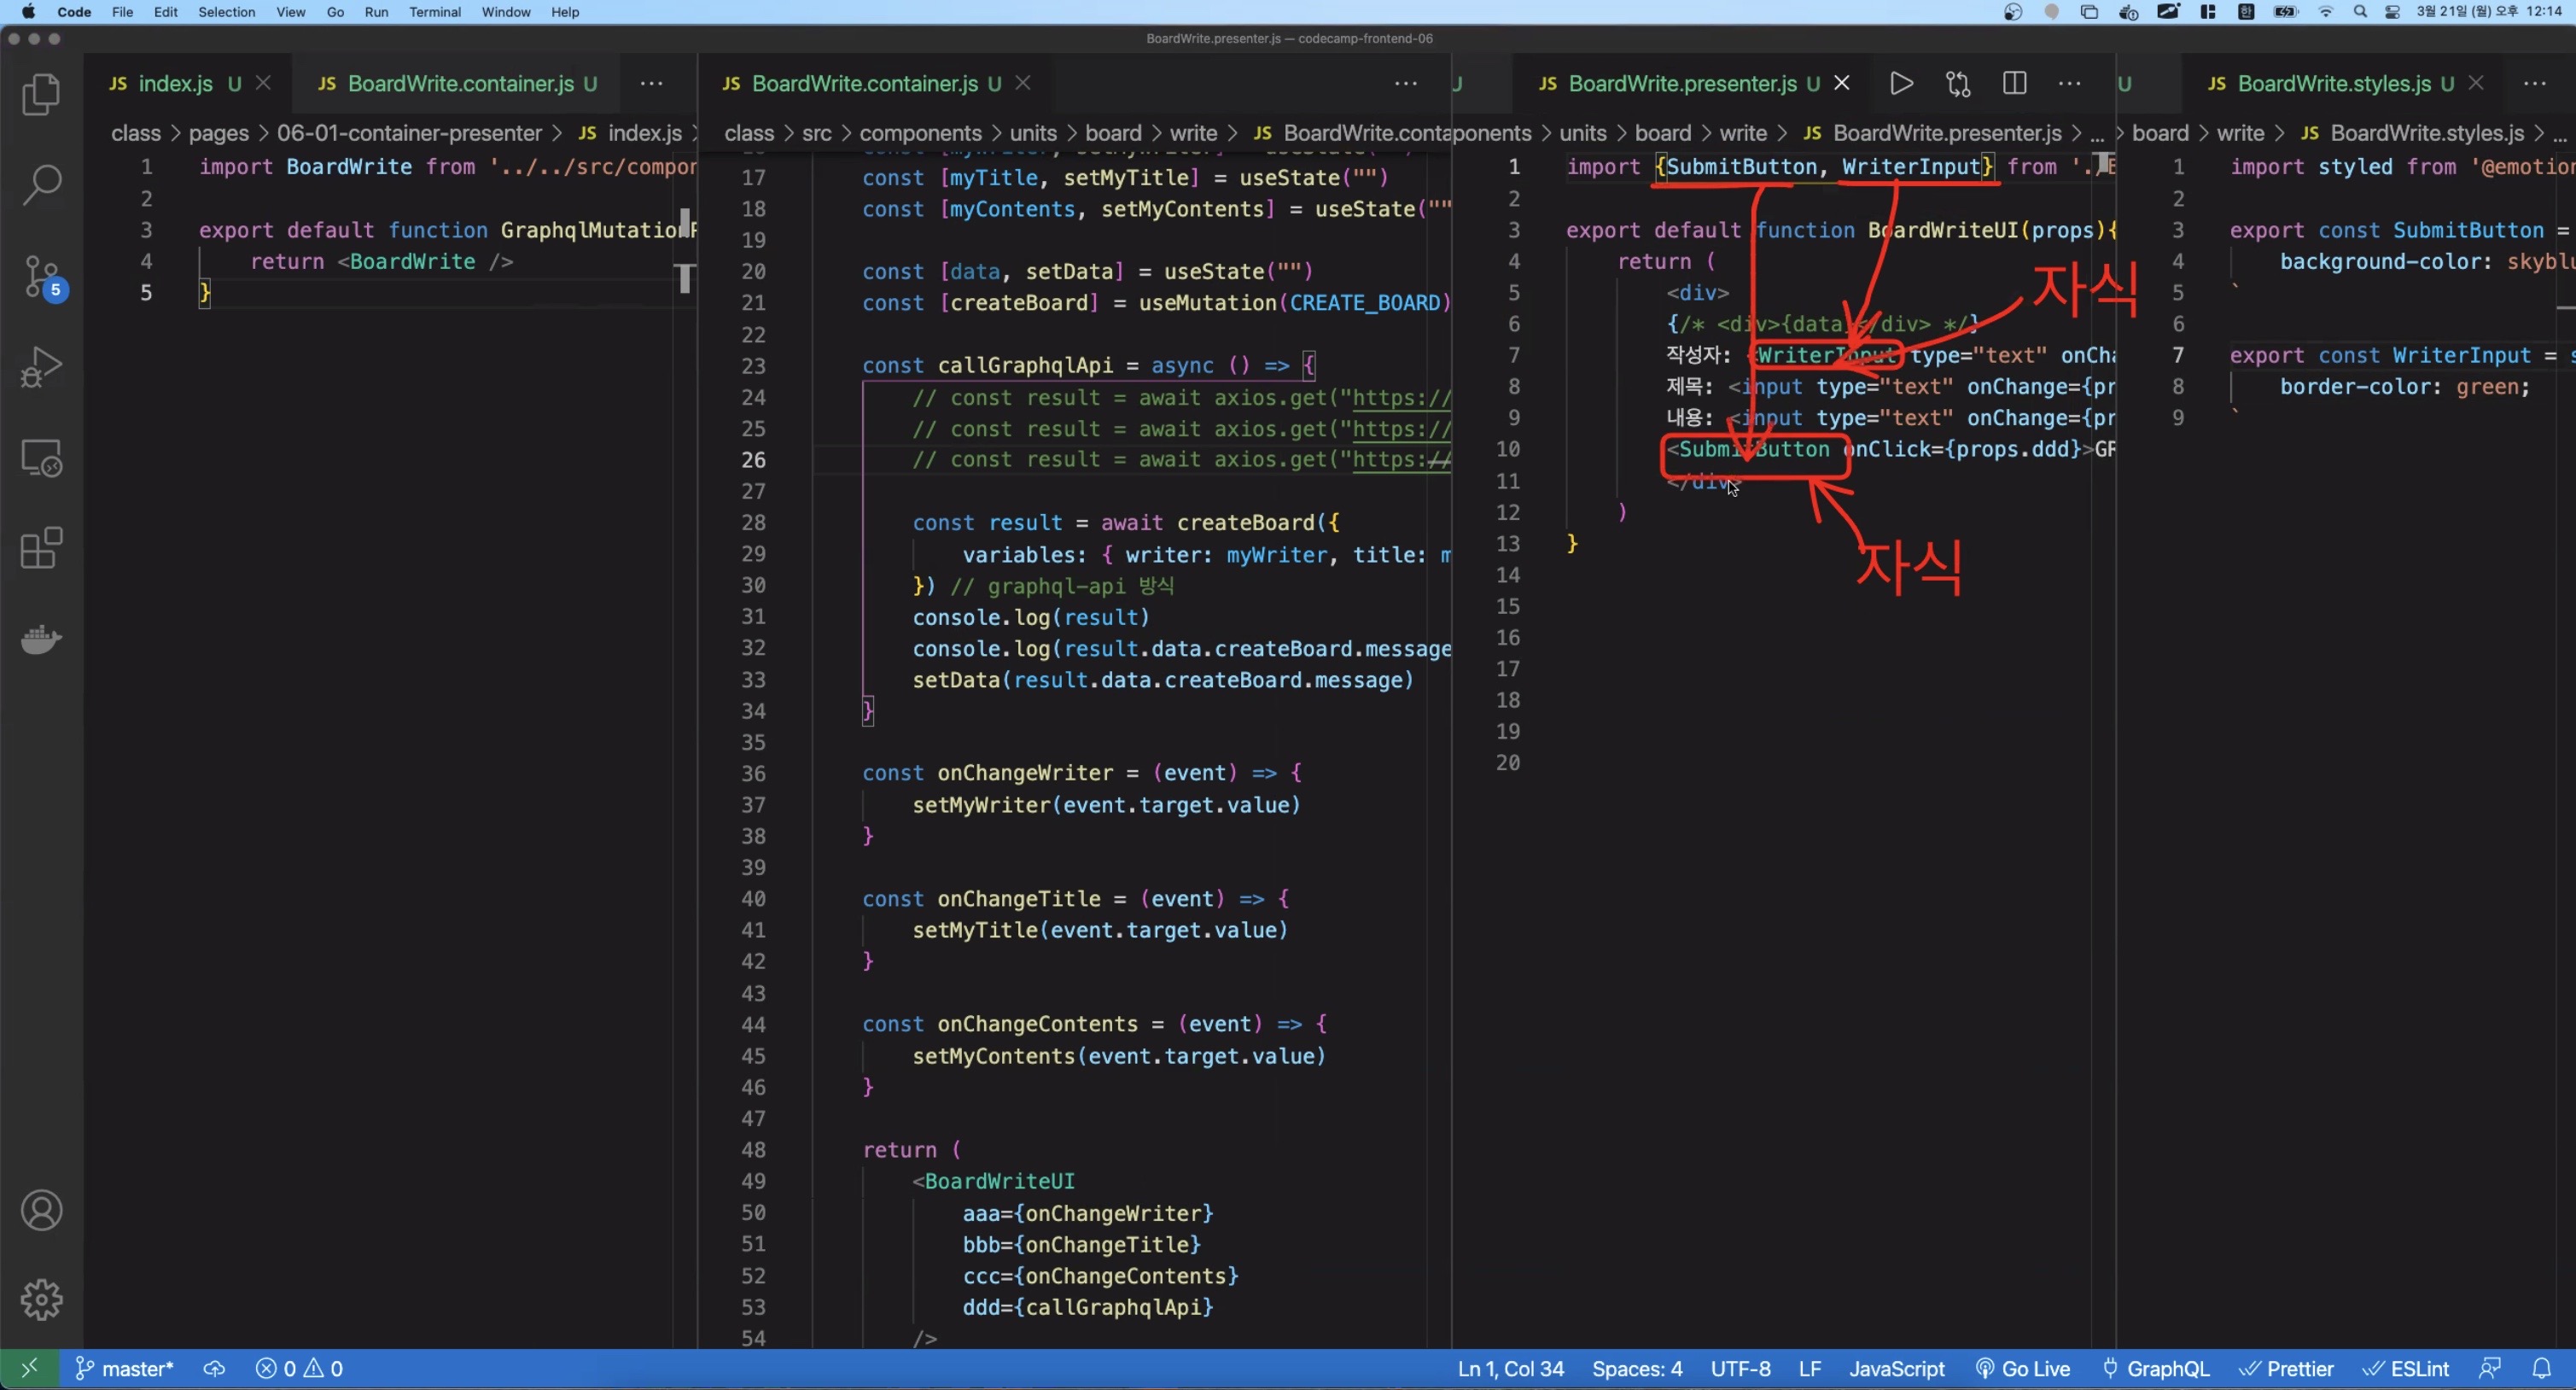 Code File Edit Selection View Go Run Terminal Window Help
3월 21일 (월) 오후 12:14
BoardWrite.presenter.js — codecamp-frontend-06
JS index.js U
JS BoardWrite.container.js U
class > pages > 06-01-container-presenter > JS index.js >
1 import BoardWrite from '../../src/compon
2
3 export default function GraphqlMutation
4 return <BoardWrite />
5 }
JS BoardWrite.container.js U
class > src > components > units > board > write > JS BoardWrite.conta
17 const [myTitle, setMyTitle] = useState("")
18 const [myContents, setMyContents] = useState(""
19
20 const [data, setData] = useState("")
21 const [createBoard] = useMutation(CREATE_BOARD)
22
23 const callGraphqlApi = async () => {
24 // const result = await axios.get("https://
25 // const result = await axios.get("https://
26 // const result = await axios.get("https://
27
28 const result = await createBoard({
29 variables: { writer: myWriter, title: m
30 }) // graphql-api 방식
31 console.log(result)
32 console.log(result.data.createBoard.message
33 setData(result.data.createBoard.message)
34 }
35
36 const onChangeWriter = (event) => {
37 setMyWriter(event.target.value)
38 }
39
40 const onChangeTitle = (event) => {
41 setMyTitle(event.target.value)
42 }
43
44 const onChangeContents = (event) => {
45 setMyContents(event.target.value)
46 }
47
48 return (
49 <BoardWriteUI
50 aaa={onChangeWriter}
51 bbb={onChangeTitle}
52 ccc={onChangeContents}
53 ddd={callGraphqlApi}
54 />
U
JS BoardWrite.presenter.js U
ponents > units > board > write > JS BoardWrite.presenter.js > ...
1 import {SubmitButton, WriterInput} from './B
2
3 export default function BoardWriteUI(props){
4 return (
5 <div>
6 {/* <div>{data}</div> */}
7 작성자: <WriterInput type="text" onCha
8 제목: <input type="text" onChange={pr
9 내용: <input type="text" onChange={pr
10 <SubmitButton onClick={props.ddd}>GR
11 </div>
12 )
13 }
14
15
16
17
18
19
20
자식
자식
U
JS BoardWrite.styles.js U
> board > write > JS BoardWrite.styles.js > ...
1 import styled from '@emotion
2
3 export const SubmitButton =
4 background-color: skyblu
5 `
6
7 export const WriterInput = s
8 border-color: green;
9 `
5
master* 0 0
Ln 1, Col 34 Spaces: 4 UTF-8 LF JavaScript Go Live GraphQL Prettier ESLint